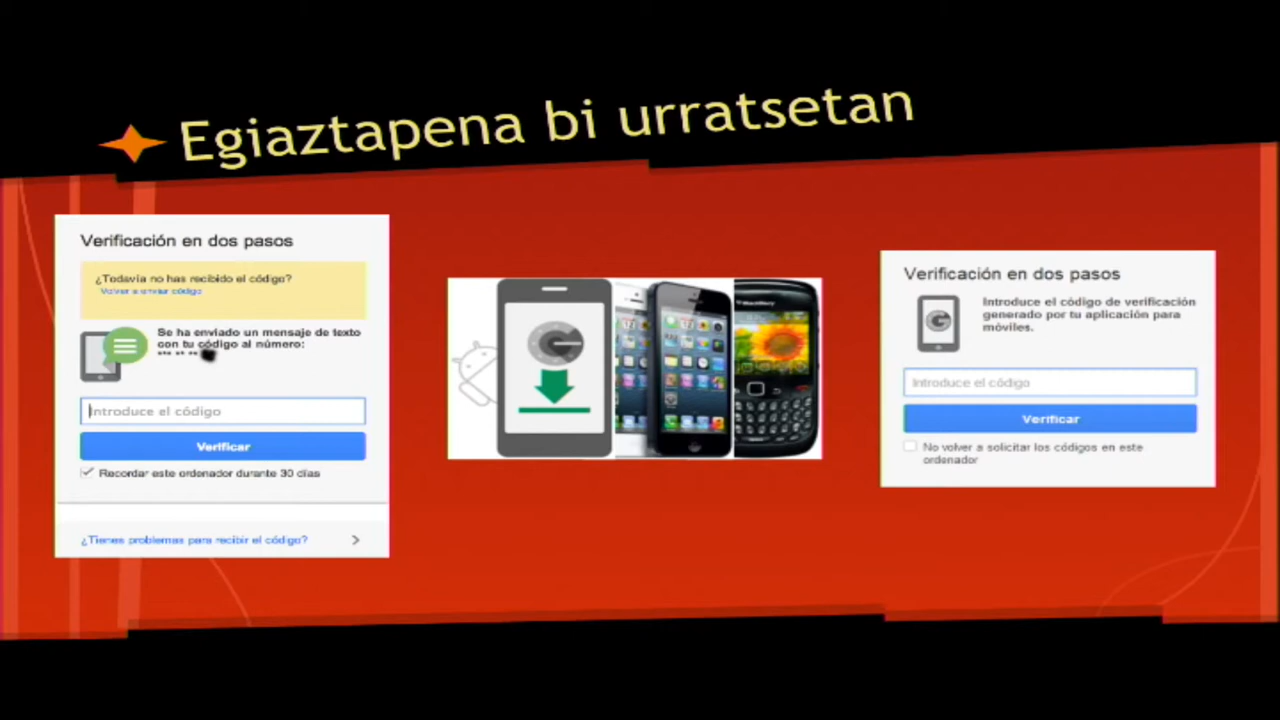 Egiaztapena bi urratsetan
Verificación en dos pasos
¿Todavía no has recibido el código?
Volver a enviar código
Se ha enviado un mensaje de texto
con tu código al número:
Introduce el código
Verificar
Recordar este ordenador durante 30 días
¿Tienes problemas para recibir el código?
BlackBerry
Verificación en dos pasos
Introduce el código de verificación
generado por tu aplicación para
móviles.
Introduce el código
Verificar
No volver a solicitar los códigos en este
ordenador